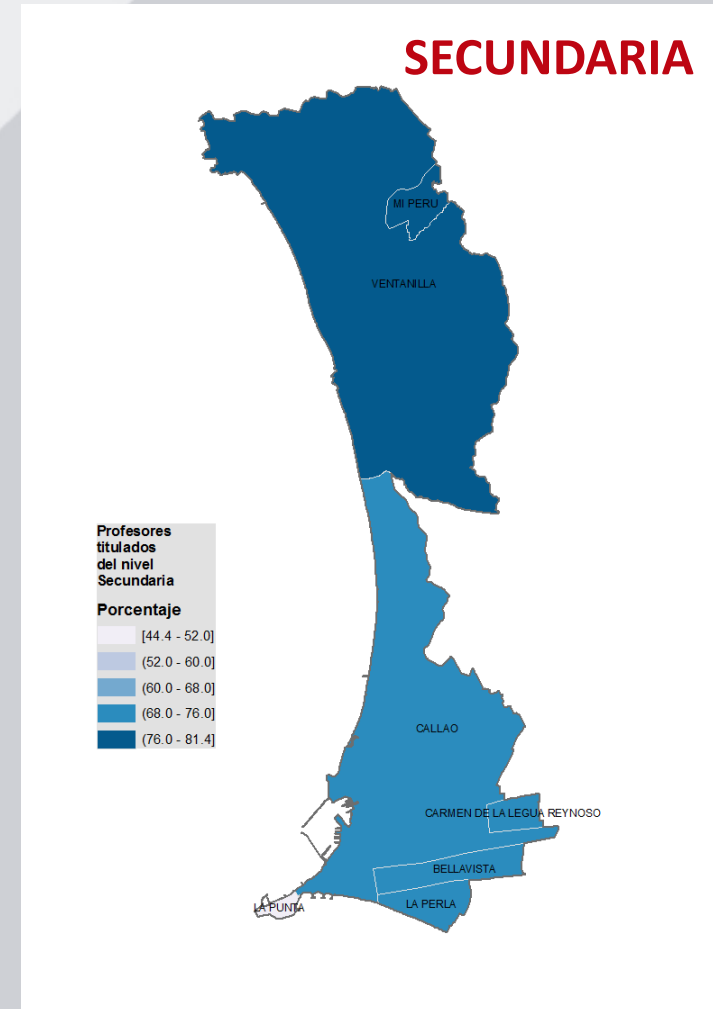 SECUNDARIA
MI PERU
VENTANILLA
Profesores
titulados
del nivel
Secundaria
Porcentaje
[44.4 - 52.0]
(52.0 - 60.0]
(60.0 - 68.0]
(68.0 - 76.0]
(76.0 - 81.4]
CALLAO
CARMEN DE LA LEGUA REYNOSO
BELLAVISTA
LA PERLA
LA PUNTA